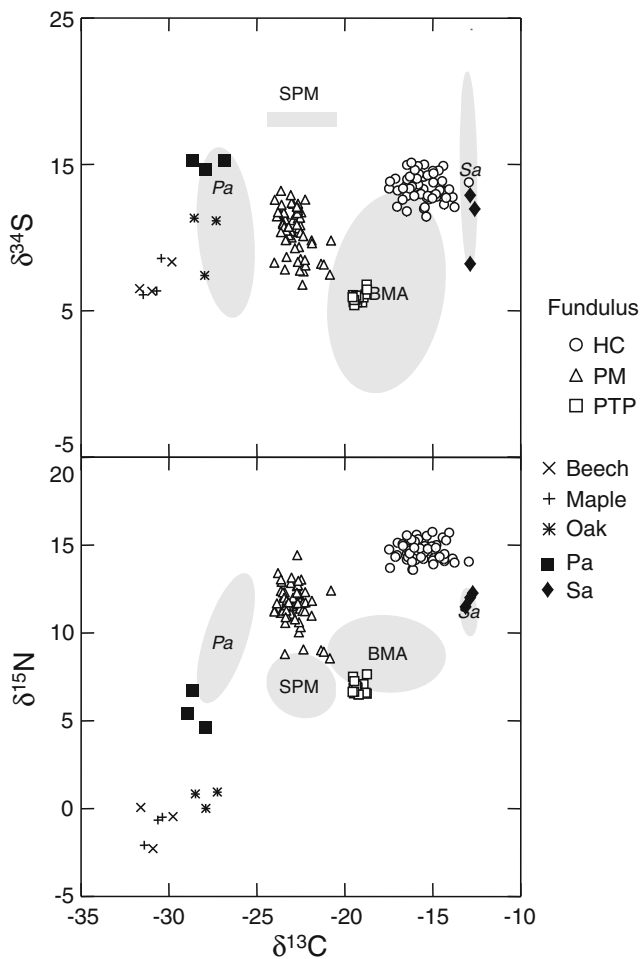 25
15
5
-5
δ³⁴S
SPM
Pa
Sa
BMA
Fundulus
HC
PM
PTP
Beech
Maple
Oak
Pa
Sa
20
15
10
5
0
-5
δ¹⁵N
Pa
SPM
BMA
Sa
-35 -30 -25 -20 -15 -10
δ¹³C